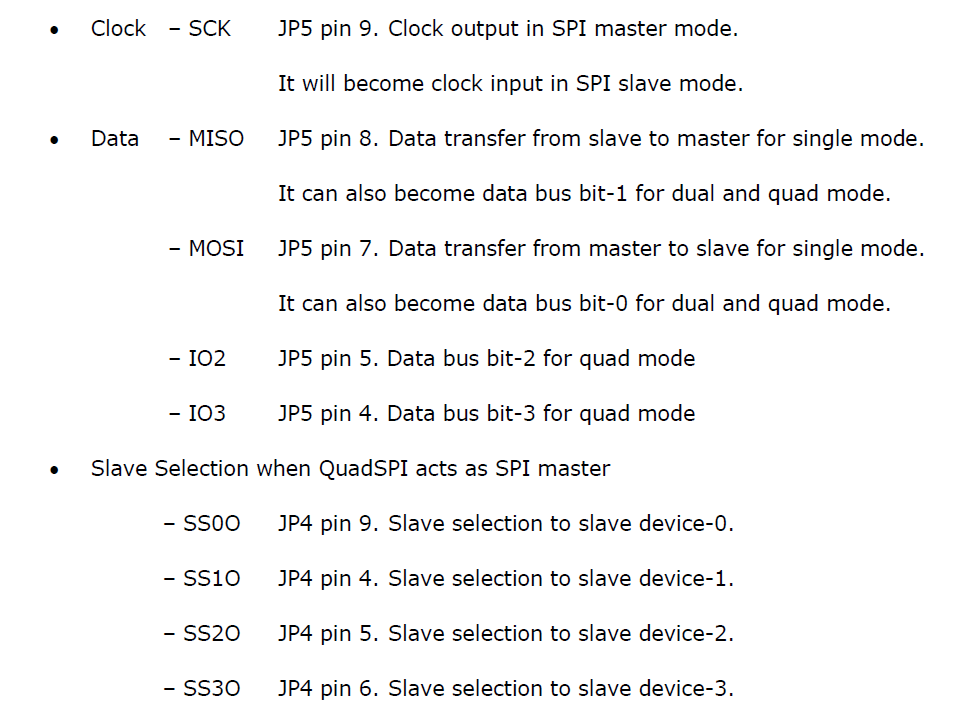 • Clock – SCK JP5 pin 9. Clock output in SPI master mode.
It will become clock input in SPI slave mode.
• Data – MISO JP5 pin 8. Data transfer from slave to master for single mode.
It can also become data bus bit-1 for dual and quad mode.
– MOSI JP5 pin 7. Data transfer from master to slave for single mode.
It can also become data bus bit-0 for dual and quad mode.
– IO2 JP5 pin 5. Data bus bit-2 for quad mode
– IO3 JP5 pin 4. Data bus bit-3 for quad mode
• Slave Selection when QuadSPI acts as SPI master
– SS0O JP4 pin 9. Slave selection to slave device-0.
– SS1O JP4 pin 4. Slave selection to slave device-1.
– SS2O JP4 pin 5. Slave selection to slave device-2.
– SS3O JP4 pin 6. Slave selection to slave device-3.